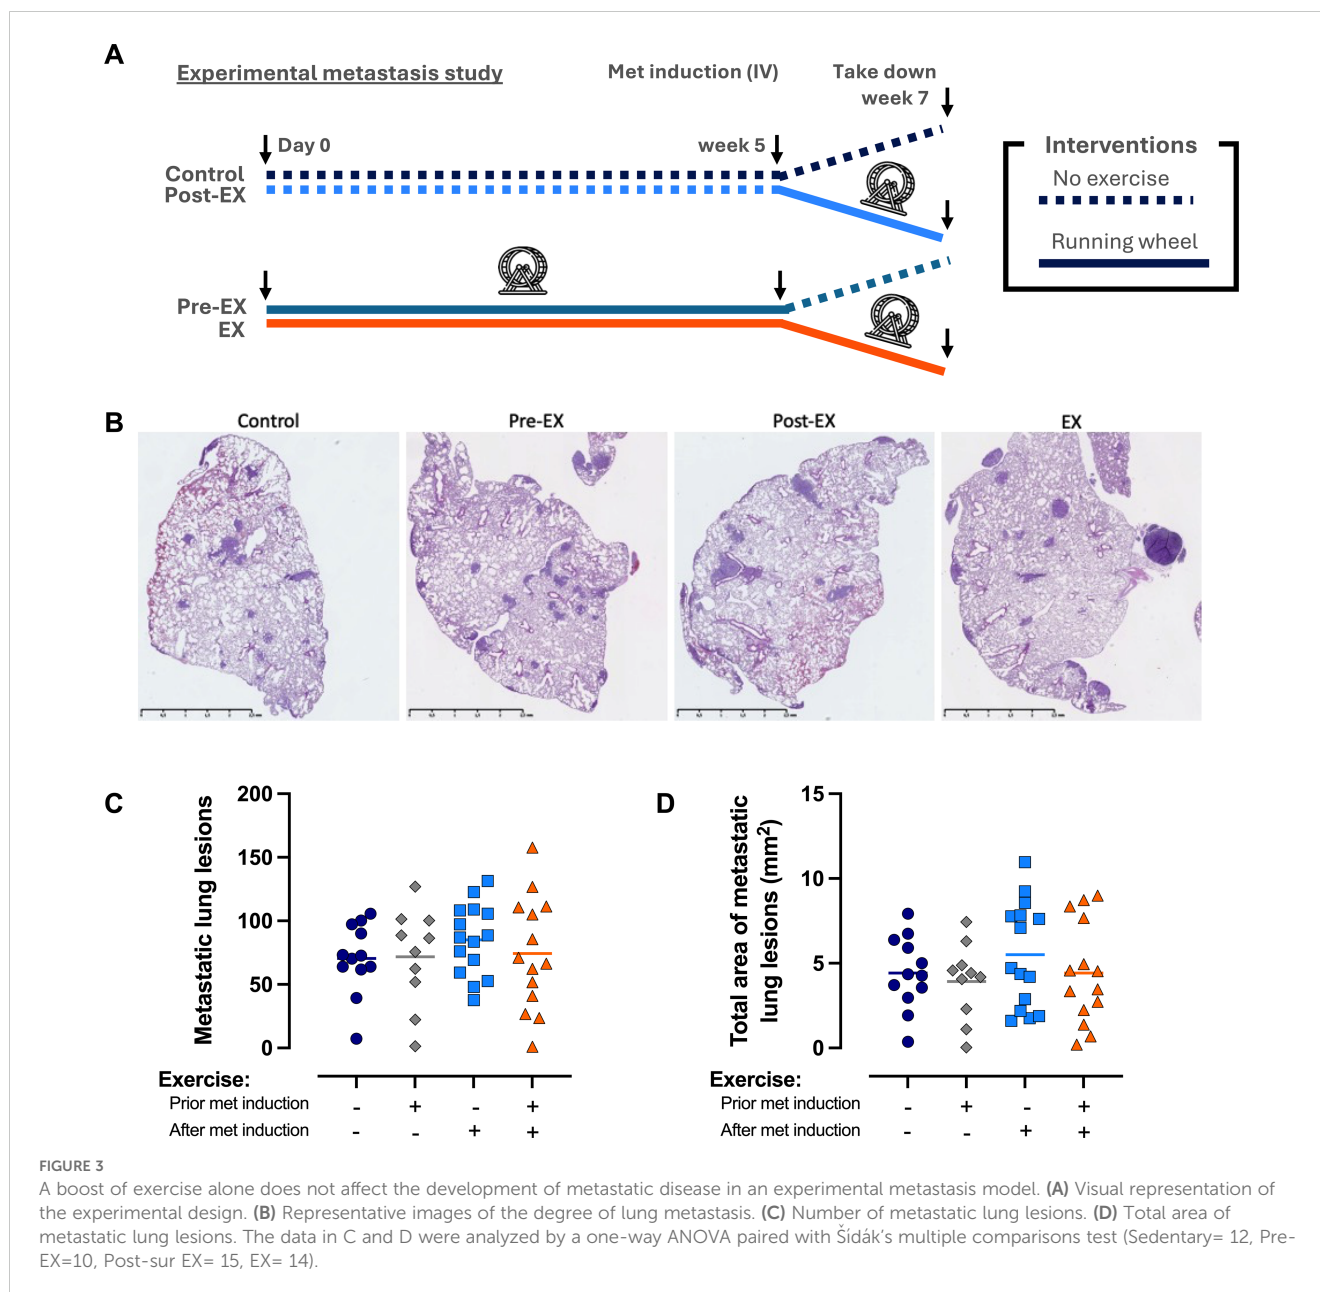 A
Experimental metastasis study
Met induction (IV)
Take down
week 7
Day 0
week 5
Control
Post-EX
Pre-EX
EX
Interventions
No exercise
Running wheel
B
Control
Pre-EX
Post-EX
EX
C
Metastatic lung lesions
200
150
100
50
0
Exercise:
Prior met induction - + - +
After met induction - - + +
D
Total area of metastatic
lung lesions (mm²)
15
10
5
0
Exercise:
Prior met induction - + - +
After met induction - - + +
FIGURE 3
A boost of exercise alone does not affect the development of metastatic disease in an experimental metastasis model. (A) Visual representation of
the experimental design. (B) Representative images of the degree of lung metastasis. (C) Number of metastatic lung lesions. (D) Total area of
metastatic lung lesions. The data in C and D were analyzed by a one-way ANOVA paired with Šídák's multiple comparisons test (Sedentary= 12, Pre-
EX=10, Post-sur EX= 15, EX= 14).